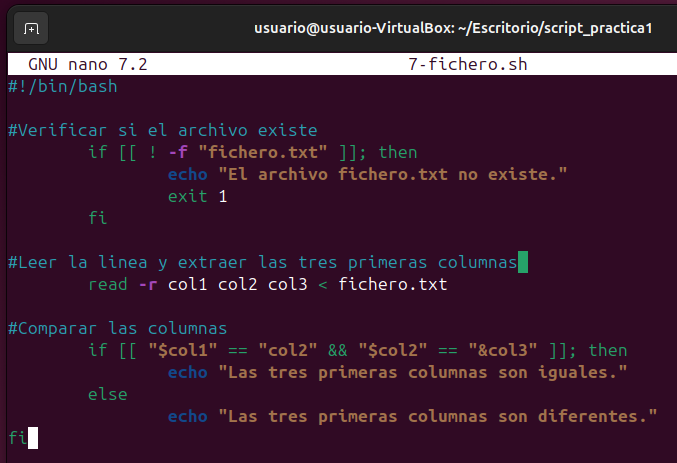 usuario@usuario-VirtualBox: ~/Escritorio/script_practica1
GNU nano 7.2 7-fichero.sh
#!/bin/bash
#Verificar si el archivo existe
if [[ ! -f "fichero.txt" ]]; then
echo "El archivo fichero.txt no existe."
exit 1
fi
#Leer la linea y extraer las tres primeras columnas
read -r col1 col2 col3 < fichero.txt
#Comparar las columnas
if [[ "$col1" == "col2" && "$col2" == "&col3" ]]; then
echo "Las tres primeras columnas son iguales."
else
echo "Las tres primeras columnas son diferentes."
fi